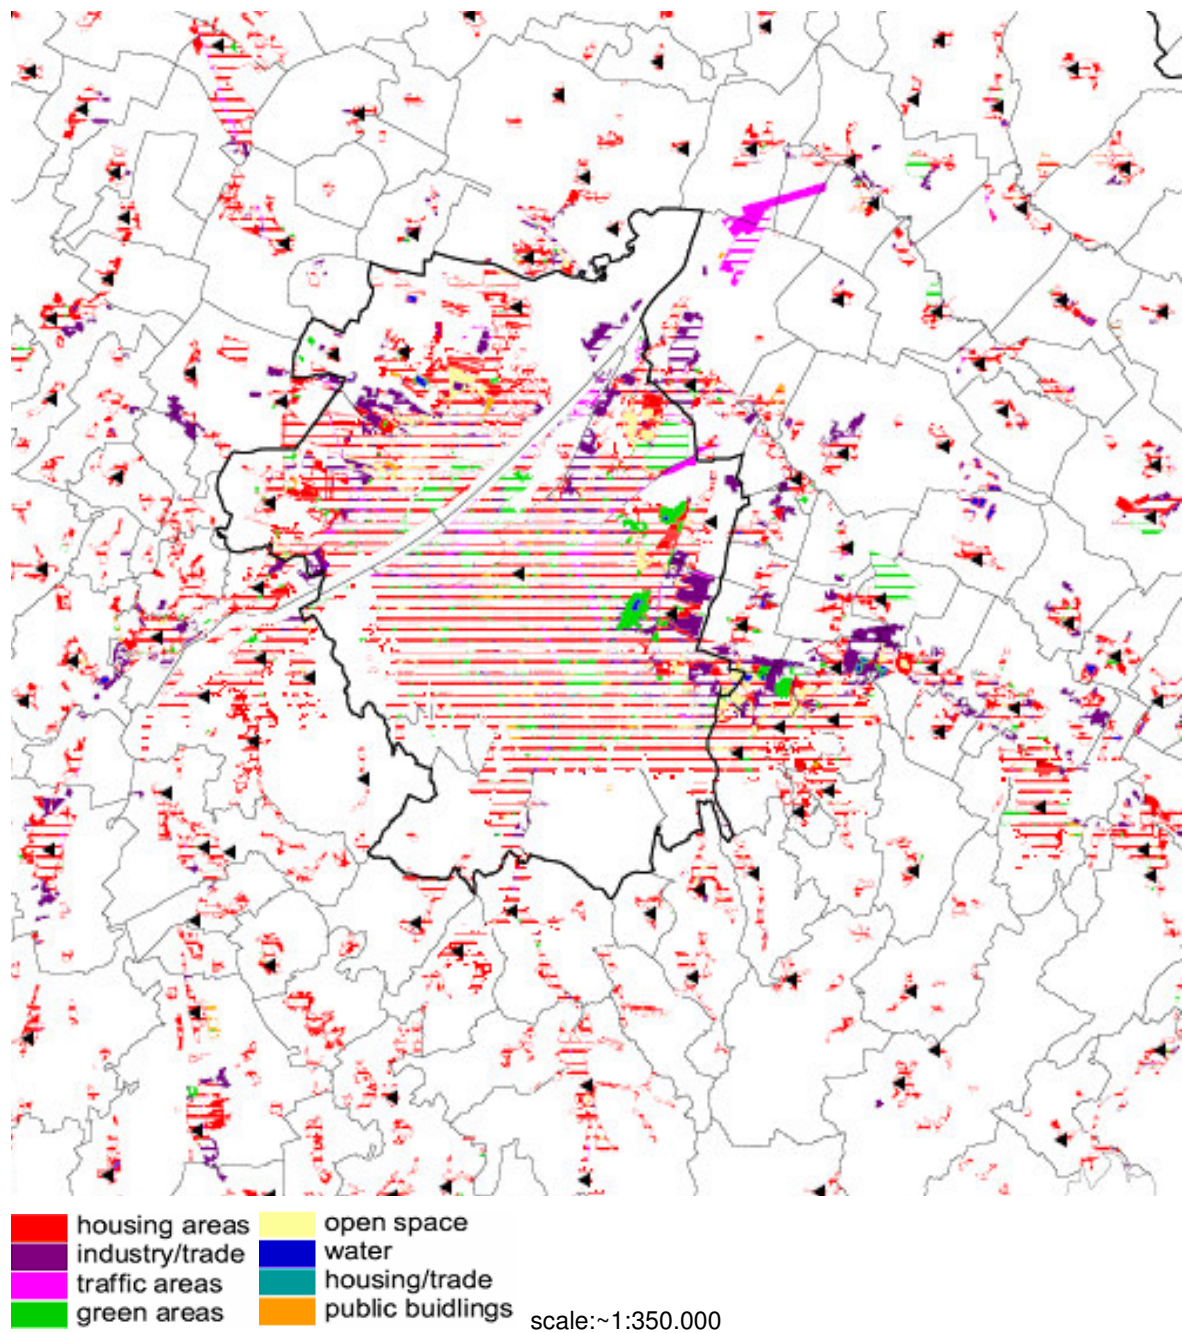 housing areas
industry/trade
traffic areas
green areas
open space
water
housing/trade
public buidlings
scale:~1:350.000